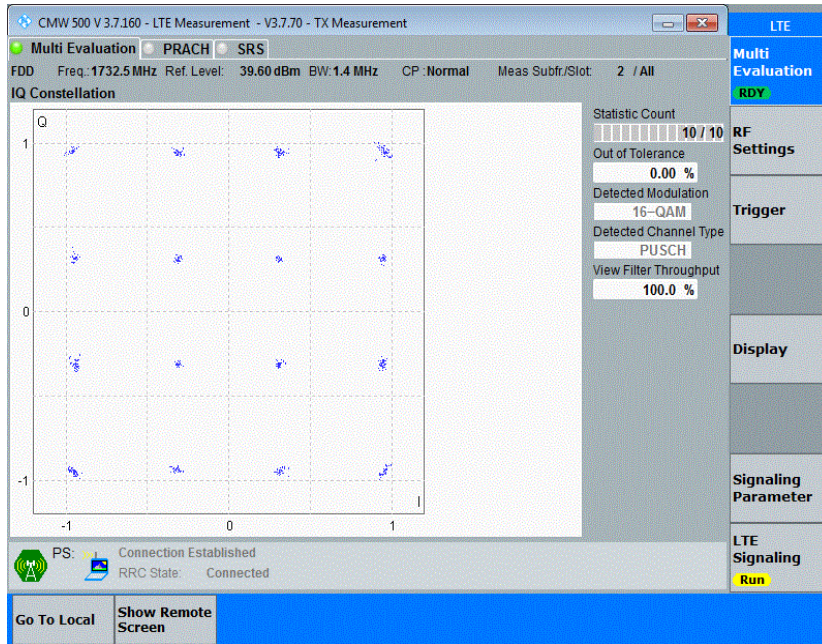 CMW 500 V 3.7.160 - LTE Measurement - V3.7.70 - TX Measurement
LTE
Multi Evaluation PRACH SRS
FDD Freq.:1732.5 MHz Ref. Level: 39.60 dBm BW:1.4 MHz CP :Normal Meas Subfr./Slot: 2 / All
IQ Constellation
Q
1
0
-1
I
-1 0 1
Statistic Count
10 / 10
Out of Tolerance
0.00 %
Detected Modulation
16-QAM
Detected Channel Type
PUSCH
View Filter Throughput
100.0 %
Multi
Evaluation
RDY
RF
Settings
Trigger
Display
Signaling
Parameter
LTE
Signaling
Run
PS: Connection Established
RRC State: Connected
Go To Local
Show Remote
Screen